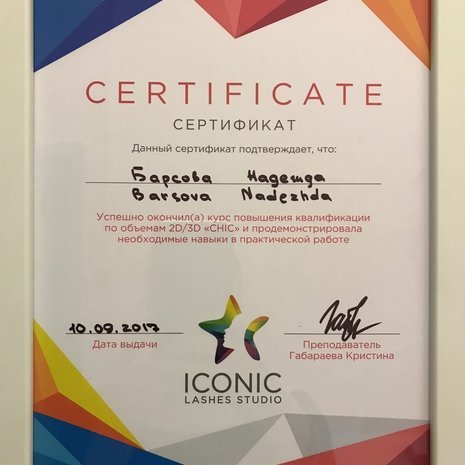 CERTIFICATE
СЕРТИФИКАТ
Данный сертификат подтверждает, что:
Барсова Надежда
Barsova Nadezhda
Успешно окончил(а) курс повышения квалификации
по объемам 2D/3D «CHIC» и продемонстрировала
необходимые навыки в практической работе
10.09.2017
Дата выдачи
Преподаватель
Габараева Кристина
ICONIC
LASHES STUDIO